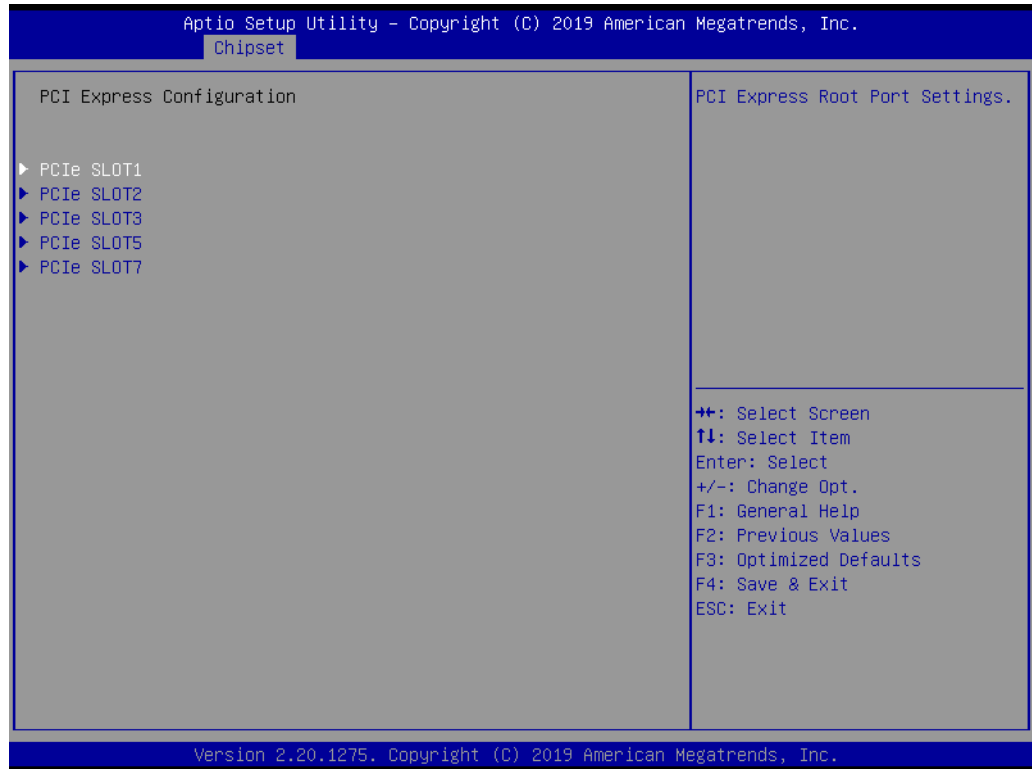 Aptio Setup Utility – Copyright (C) 2019 American Megatrends, Inc.
Chipset
PCI Express Configuration
PCIe SLOT1
PCIe SLOT2
PCIe SLOT3
PCIe SLOT5
PCIe SLOT7
PCI Express Root Port Settings.
→←: Select Screen
↑↓: Select Item
Enter: Select
+/-: Change Opt.
F1: General Help
F2: Previous Values
F3: Optimized Defaults
F4: Save & Exit
ESC: Exit
Version 2.20.1275. Copyright (C) 2019 American Megatrends, Inc.